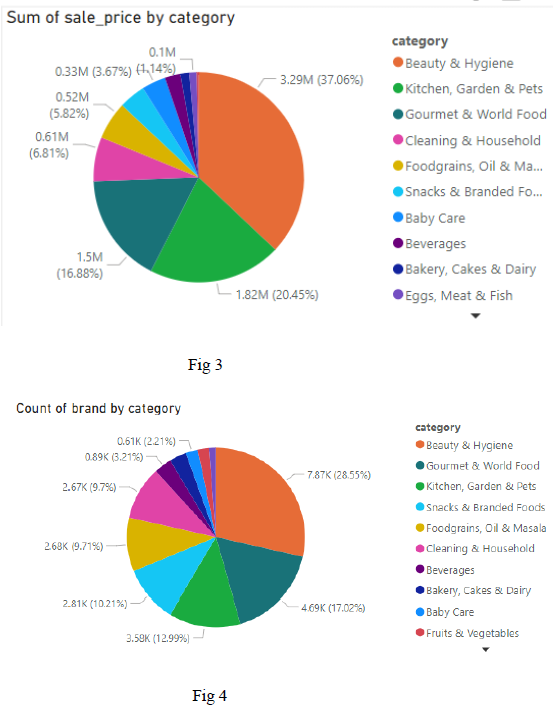 Sum of sale_price by category
0.1M
0.33M (3.67%)
(1.14%)
0.52M
(5.82%)
0.61M
(6.81%)
1.5M
(16.88%)
3.29M (37.06%)
1.82M (20.45%)
category
Beauty & Hygiene
Kitchen, Garden & Pets
Gourmet & World Food
Cleaning & Household
Foodgrains, Oil & Ma...
Snacks & Branded Fo...
Baby Care
Beverages
Bakery, Cakes & Dairy
Eggs, Meat & Fish
Fig 3
Count of brand by category
0.61K (2.21%)
0.89K (3.21%)
2.67K (9.7%)
2.68K (9.71%)
2.81K (10.21%)
3.58K (12.99%)
7.87K (28.55%)
4.69K (17.02%)
category
Beauty & Hygiene
Gourmet & World Food
Kitchen, Garden & Pets
Snacks & Branded Foods
Foodgrains, Oil & Masala
Cleaning & Household
Beverages
Bakery, Cakes & Dairy
Baby Care
Fruits & Vegetables
Fig 4